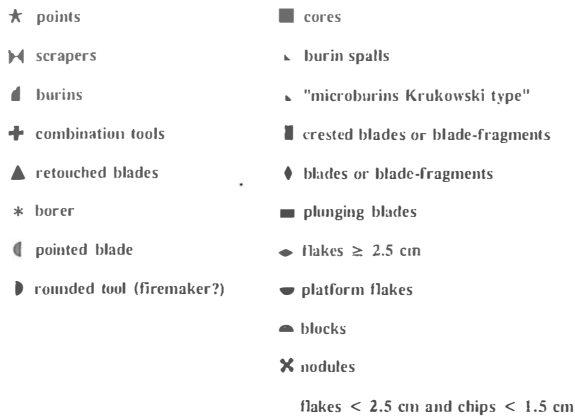 points
scrapers
burins
combination tools
retouched blades
borer
pointed blade
rounded tool (firemaker?)
cores
burin spalls
"microburins Krukowski type"
crested blades or blade-fragments
blades or blade-fragments
plunging blades
flakes ≥ 2.5 cm
platform flakes
blocks
nodules
flakes < 2.5 cm and chips < 1.5 cm